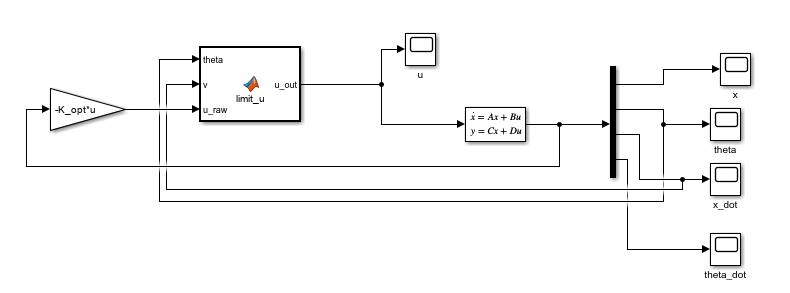 u
theta
v
u_raw
u_out
limit_u
-K_opt*u
ẋ = Ax + Bu
y = Cx + Du
x
theta
x_dot
theta_dot